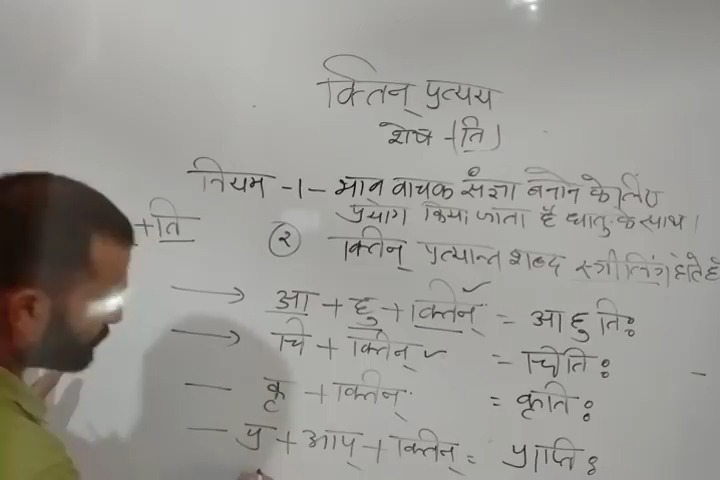 क्तिन् प्रत्यय
शेष -(ति)
नियम -1- भाव वाचक संज्ञा बनाने के लिए
प्रयोग किया जाता है धातु के साथ।
+ति
② क्तिन् प्रत्यान्त शब्द स्त्रीलिंग होते है
→ आ + हु + क्तिन् ✓ = आहुतिः
→ चि + क्तिन् ✓ = चितिः
— कृ + क्तिन् = कृतिः
— प्र + आप् + क्तिन् = प्राप्तिः